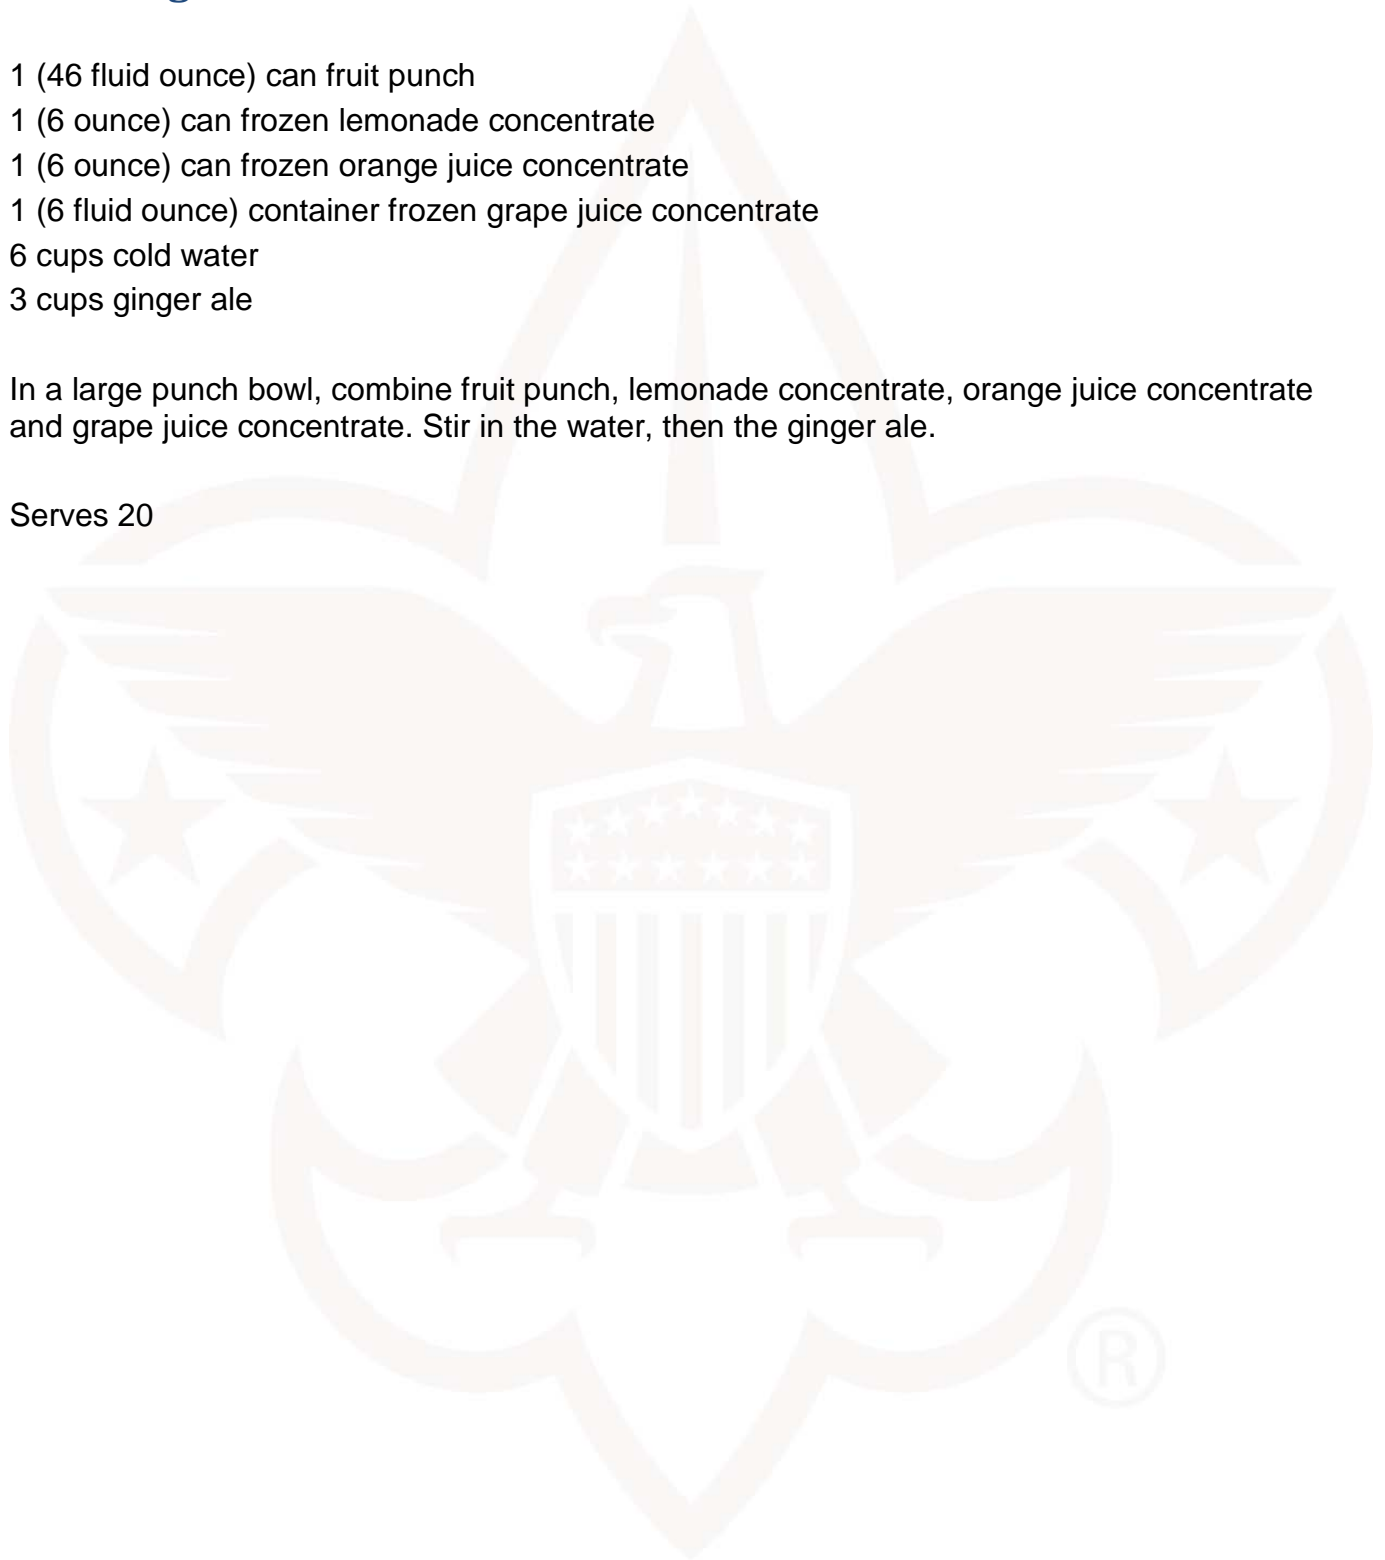 1 (46 fluid ounce) can fruit punch
1 (6 ounce) can frozen lemonade concentrate
1 (6 ounce) can frozen orange juice concentrate
1 (6 fluid ounce) container frozen grape juice concentrate
6 cups cold water
3 cups ginger ale
In a large punch bowl, combine fruit punch, lemonade concentrate, orange juice concentrate
and grape juice concentrate. Stir in the water, then the ginger ale.
Serves 20
®